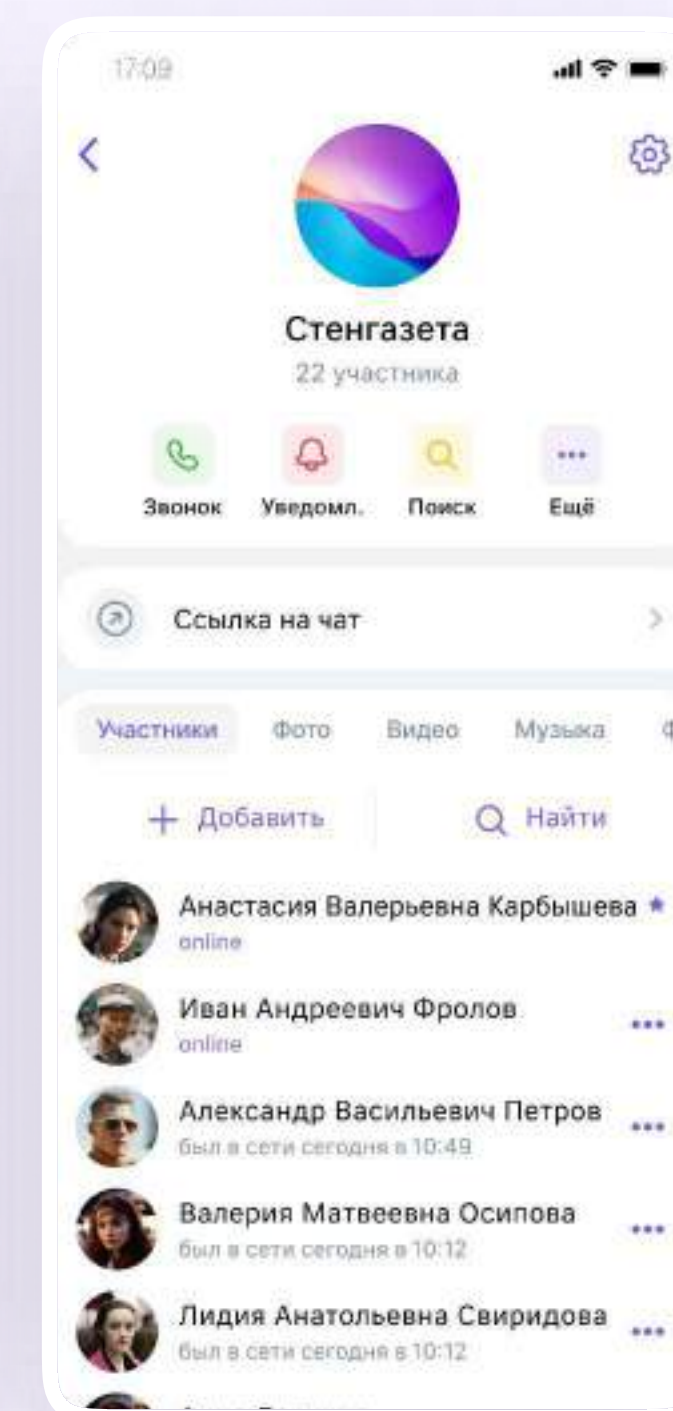 17:09
Стенгазета
22 участника
Звонок Уведомл. Поиск Ещё
Ссылка на чат
Участники Фото Видео Музыка
Добавить Найти
Анастасия Валерьевна Карбышева
online
Иван Андреевич Фролов
online
Александр Васильевич Петров
был в сети сегодня в 10:49
Валерия Матвеевна Осипова
был в сети сегодня в 10:12
Лидия Анатольевна Свиридова
был в сети сегодня в 10:12